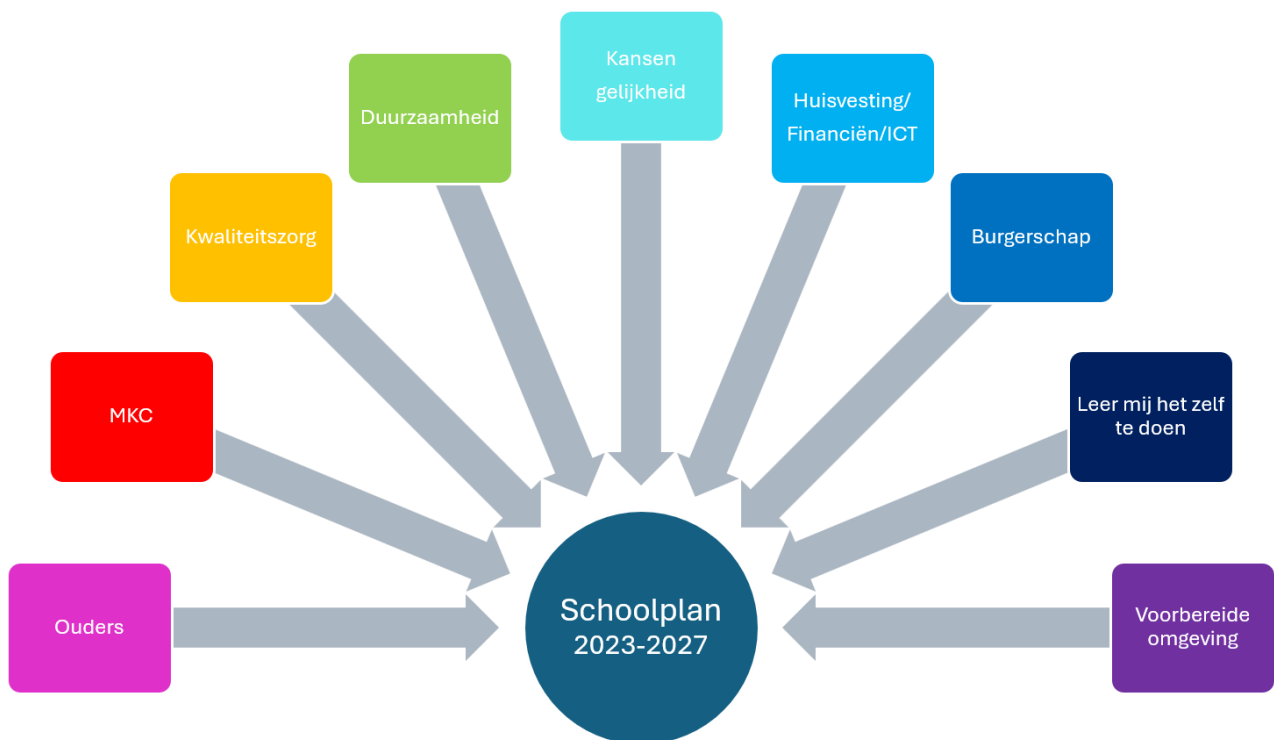 Kansen
gelijkheid
Duurzaamheid
Huisvesting/
Financiën/ICT
Kwaliteitszorg
Burgerschap
MKC
Leer mij het zelf
te doen
Ouders
Schoolplan
2023-2027
Voorbereide
omgeving